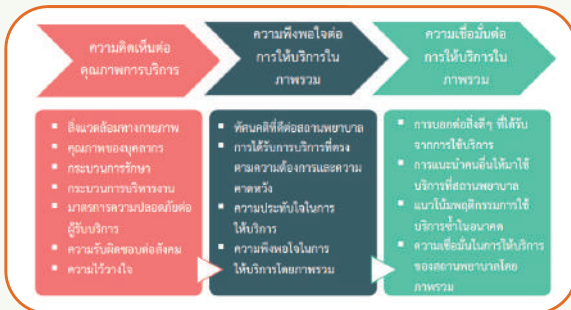 ความคิดเห็นต่อ
คุณภาพการบริการ
ความพึงพอใจต่อ
การให้บริการใน
ภาพรวม
ความเชื่อมั่นต่อ
การให้บริการใน
ภาพรวม
▪ สิ่งแวดล้อมทางกายภาพ
▪ คุณภาพของบุคลากร
▪ กระบวนการรักษา
▪ กระบวนการบริหารงาน
▪ มาตรการความปลอดภัยต่อ
ผู้รับบริการ
▪ ความรับผิดชอบต่อสังคม
▪ ความไว้วางใจ
▪ ทัศนคติที่ดีต่อสถานพยาบาล
▪ การได้รับการบริการที่ตรง
ตามความต้องการและความ
คาดหวัง
▪ ความประทับใจในการ
ให้บริการ
▪ ความพึงพอใจในการ
ให้บริการโดยภาพรวม
▪ การบอกต่อสิ่งดีๆ ที่ได้รับ
จากการใช้บริการ
▪ การแนะนำคนอื่นให้มาใช้
บริการที่สถานพยาบาล
▪ แนวโน้มพฤติกรรมการใช้
บริการซ้ำในอนาคต
▪ ความเชื่อมั่นในการให้บริการ
ของสถานพยาบาลโดย
ภาพรวม